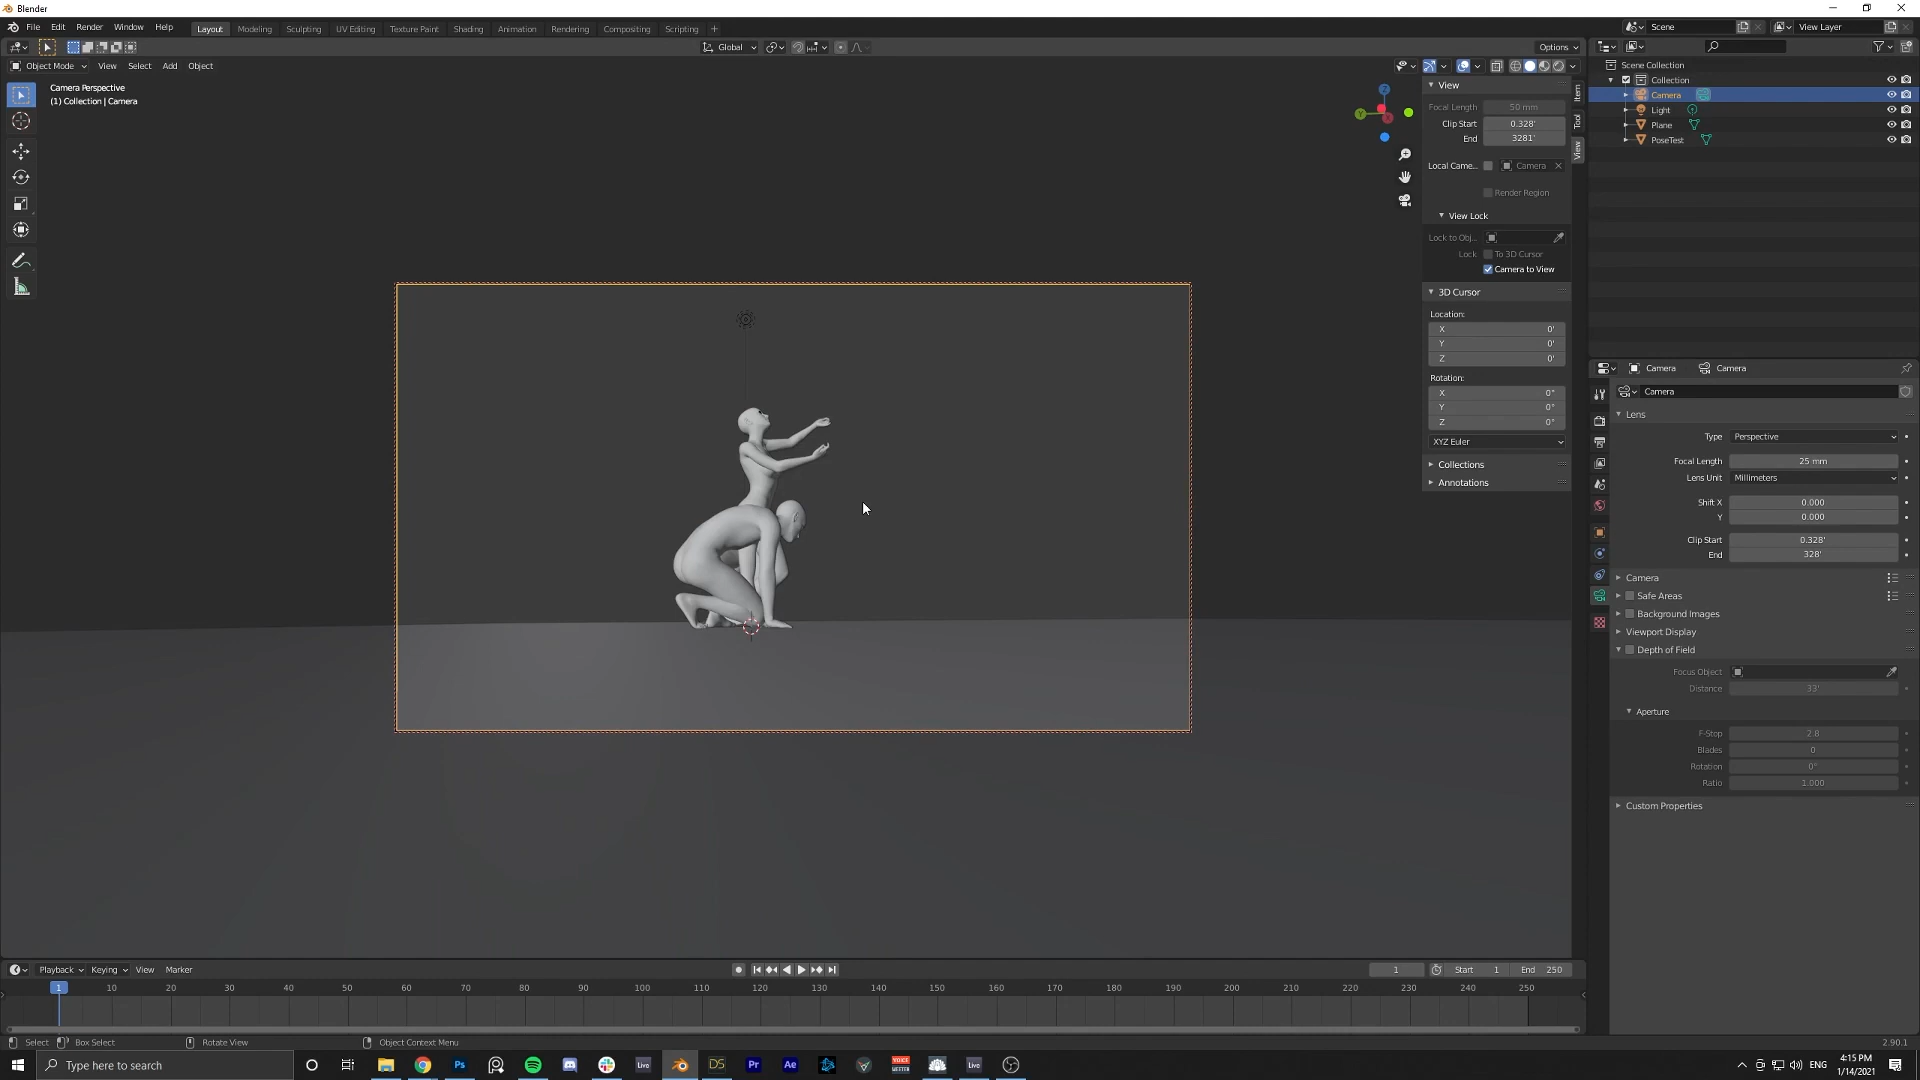 Blender
File Edit Render Window Help Layout Modeling Sculpting UV Editing Texture Paint Shading Animation Rendering Compositing Scripting + Scene View Layer
Global Options
Object Mode View Select Add Object
Camera Perspective
(1) Collection | Camera
Z
Y
X
View
Focal Length 50 mm
Clip Start 0.328'
End 3281'
Local Came... Camera
Render Region
View Lock
Lock to Obj...
Lock To 3D Cursor
Camera to View
3D Cursor
Location:
X 0'
Y 0'
Z 0'
Rotation:
X 0°
Y 0°
Z 0°
XYZ Euler
Collections
Annotations
Item
Tool
View
Scene Collection
Collection
Camera
Light
Plane
PoseTest
Camera Camera
Camera
Lens
Type Perspective
Focal Length 25 mm
Lens Unit Millimeters
Shift X 0.000
Y 0.000
Clip Start 0.328'
End 328'
Camera
Safe Areas
Background Images
Viewport Display
Depth of Field
Focus Object
Distance 33'
Aperture
F-Stop 2.8
Blades 0
Rotation 0°
Ratio 1.000
Custom Properties
Playback Keying View Marker 1 Start 1 End 250
1 10 20 30 40 50 60 70 80 90 100 110 120 130 140 150 160 170 180 190 200 210 220 230 240 250
Select Box Select Rotate View Object Context Menu 2.90.1
Type here to search Ps Live DS Pr Ae VOICE Live ENG 4:15 PM
1/14/2021